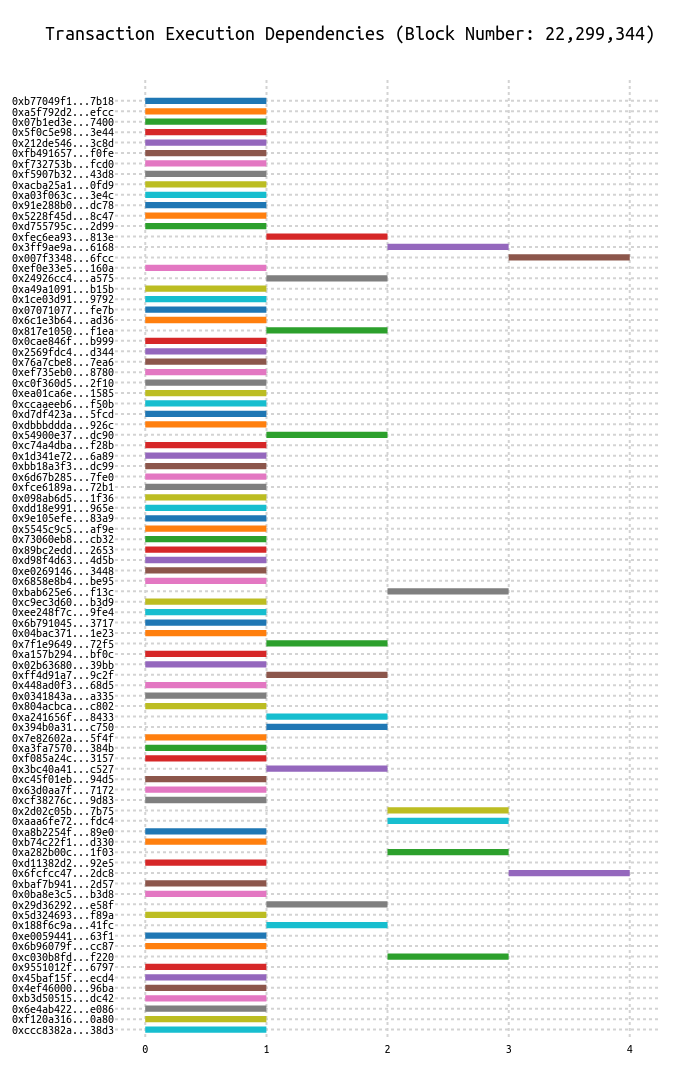 Transaction Execution Dependencies (Block Number: 22,299,344)
0xb77049f1...7b18
0xa5f792d2...efcc
0x07b1ed3e...7400
0x5f0c5e98...3e44
0x212de546...3c8d
0xfb491657...f0fe
0xf732753b...fcd0
0xf5907b32...43d8
0xacba25a1...0fd9
0xa03f063c...3e4c
0x91e288b0...dc78
0x5228f45d...8c47
0xd755795c...2d99
0xfec6ea93...813e
0x3ff9ae9a...6168
0x007f3348...6fcc
0xef0e33e5...160a
0x24926cc4...a575
0xa49a1091...b15b
0x1ce03d91...9792
0x07071077...fe7b
0x6c1e3b64...ad36
0x817e1050...f1ea
0x0cae846f...b999
0x2569fdc4...d344
0x76a7cbe8...7ea6
0xef735eb0...8780
0xc0f360d5...2f10
0xea01ca6e...1585
0xccaaeeb6...f50b
0xd7df423a...5fcd
0xdbbbddda...926c
0x54900e37...dc90
0xc74a4dba...f28b
0x1d341e72...6a89
0xbb18a3f3...dc99
0x6d67b285...7fe0
0xfce6189a...72b1
0x098ab6d5...1f36
0xdd18e991...965e
0x9e105efe...83a9
0x5545c9c5...af9e
0x73060eb8...cb32
0x89bc2edd...2653
0xd98f4d63...4d5b
0xe0269146...3448
0x6858e8b4...be95
0xbab625e6...f13c
0xc9ec3d60...b3d9
0xee248f7c...9fe4
0x6b791045...3717
0x04bac371...1e23
0x7f1e9649...72f5
0xa157b294...bf0c
0x02b63680...39bb
0xff4d91a7...9c2f
0x448ad0f3...68d5
0x0341843a...a335
0x804acbca...c802
0xa241656f...8433
0x394b0a31...c750
0x7e82602a...5f4f
0xa3fa7570...384b
0xf085a24c...3157
0x3bc40a41...c527
0xc45f01eb...94d5
0x63d0aa7f...7172
0xcf38276c...9d83
0x2d02c05b...7b75
0xaaa6fe72...fdc4
0xa8b2254f...89e0
0xb74c22f1...d330
0xa282b00c...1f03
0xd11382d2...92e5
0x6fcfcc47...2dc8
0xbaf7b941...2d57
0x0ba8e3c5...b3d8
0x29d36292...e58f
0x5d324693...f89a
0x188f6c9a...41fc
0xe0059441...63f1
0x6b96079f...cc87
0xc030b8fd...f220
0x9551012f...6797
0x45baf15f...ecd4
0x4ef46000...96ba
0xb3d50515...dc42
0x6e4ab422...e086
0xf120a316...0a80
0xccc8382a...38d3
0 1 2 3 4